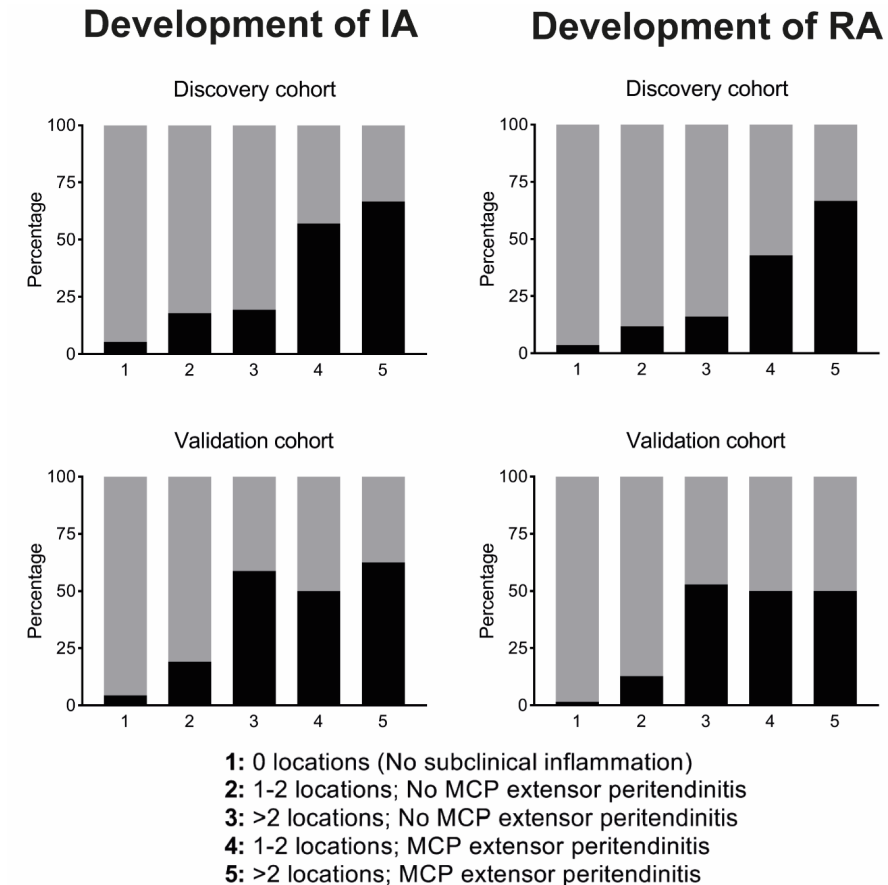 Development of IA
Development of RA
Discovery cohort
100
75
50
25
0
Percentage
1 2 3 4 5
Discovery cohort
100
75
50
25
0
Percentage
1 2 3 4 5
Validation cohort
100
75
50
25
0
Percentage
1 2 3 4 5
Validation cohort
100
75
50
25
0
Percentage
1 2 3 4 5
1: 0 locations (No subclinical inflammation)
2: 1-2 locations; No MCP extensor peritendinitis
3: >2 locations; No MCP extensor peritendinitis
4: 1-2 locations; MCP extensor peritendinitis
5: >2 locations; MCP extensor peritendinitis